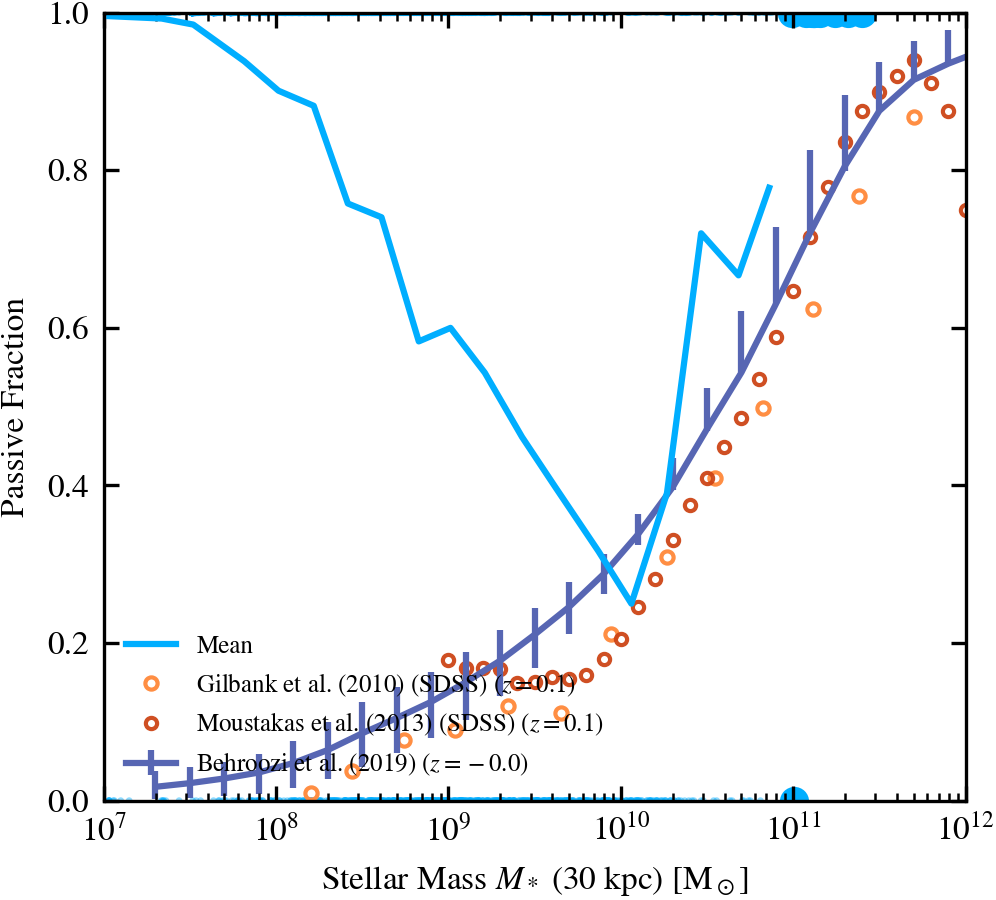 1.0
0.8
0.6
0.4
0.2
0.0
Passive Fraction
Mean
Gilbank et al. (2010) (SDSS) (z = 0.1)
Moustakas et al. (2013) (SDSS) (z = 0.1)
Behroozi et al. (2019) (z = −0.0)
10⁷ 10⁸ 10⁹ 10¹⁰ 10¹¹ 10¹²
Stellar Mass M* (30 kpc) [M⊙]